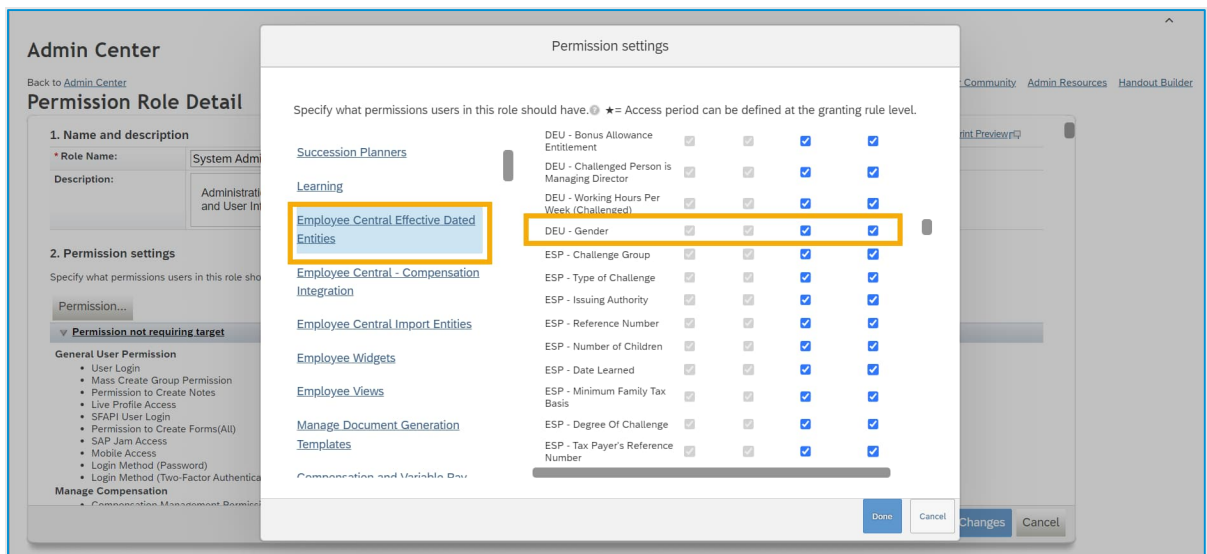 Admin Center
Back to Admin Center
Community Admin Resources Handout Builder
Permission Role Detail
1. Name and description
Print Preview
* Role Name:
System Admi
Description:
Administrati
and User Inf
2. Permission settings
Specify what permissions users in this role sho
Permission...
Permission not requiring target
General User Permission
• User Login
• Mass Create Group Permission
• Permission to Create Notes
• Live Profile Access
• SFAPI User Login
• Permission to Create Forms(All)
• SAP Jam Access
• Mobile Access
• Login Method (Password)
• Login Method (Two-Factor Authentica
Manage Compensation
• Compensation Management Permissi
Changes
Cancel
Permission settings
Specify what permissions users in this role should have. ★= Access period can be defined at the granting rule level.
Succession Planners
Learning
Employee Central Effective Dated
Entities
Employee Central - Compensation
Integration
Employee Central Import Entities
Employee Widgets
Employee Views
Manage Document Generation
Templates
Compensation and Variable Pay
DEU - Bonus Allowance
Entitlement
DEU - Challenged Person is
Managing Director
DEU - Working Hours Per
Week (Challenged)
DEU - Gender
ESP - Challenge Group
ESP - Type of Challenge
ESP - Issuing Authority
ESP - Reference Number
ESP - Number of Children
ESP - Date Learned
ESP - Minimum Family Tax
Basis
ESP - Degree Of Challenge
ESP - Tax Payer's Reference
Number
Done
Cancel